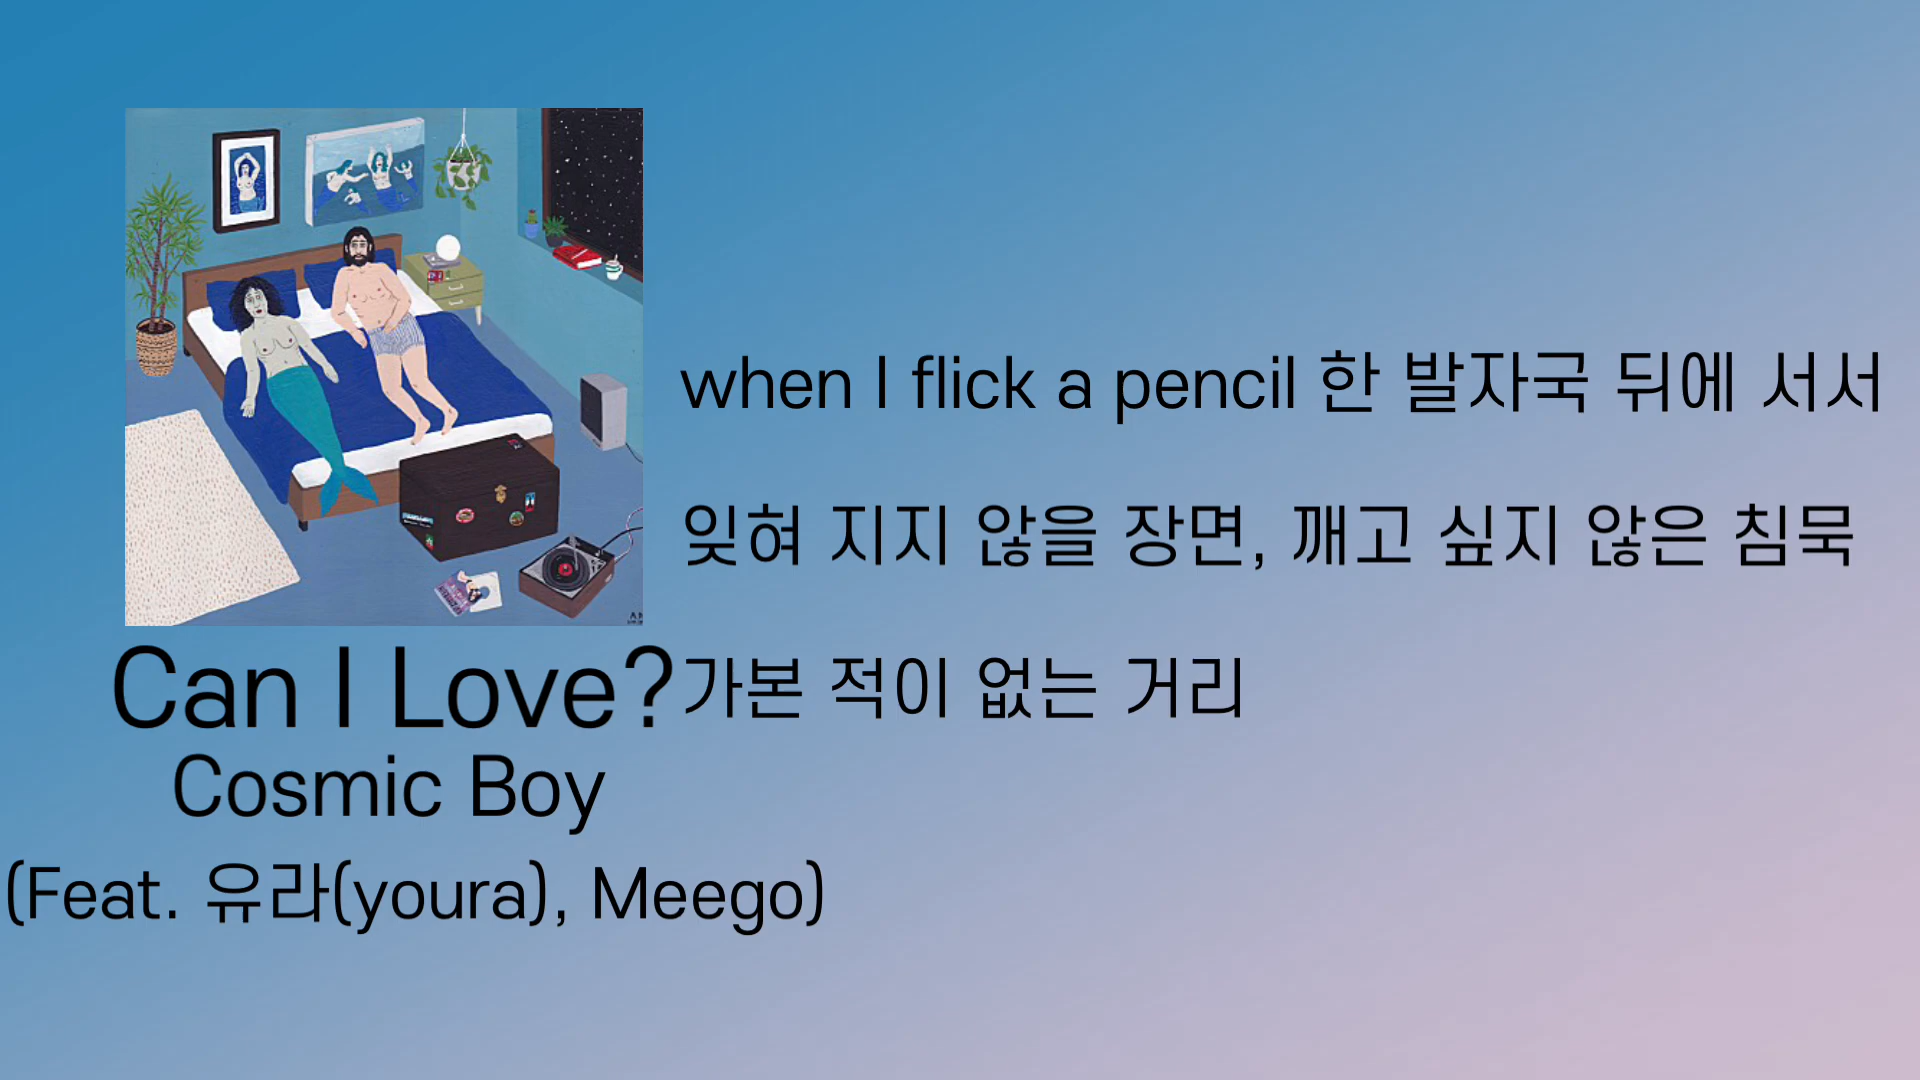 when I flick a pencil 한 발자국 뒤에 서서
잊혀 지지 않을 장면, 깨고 싶지 않은 침묵
가본 적이 없는 거리
Can I Love?
Cosmic Boy
(Feat. 유라(youra), Meego)